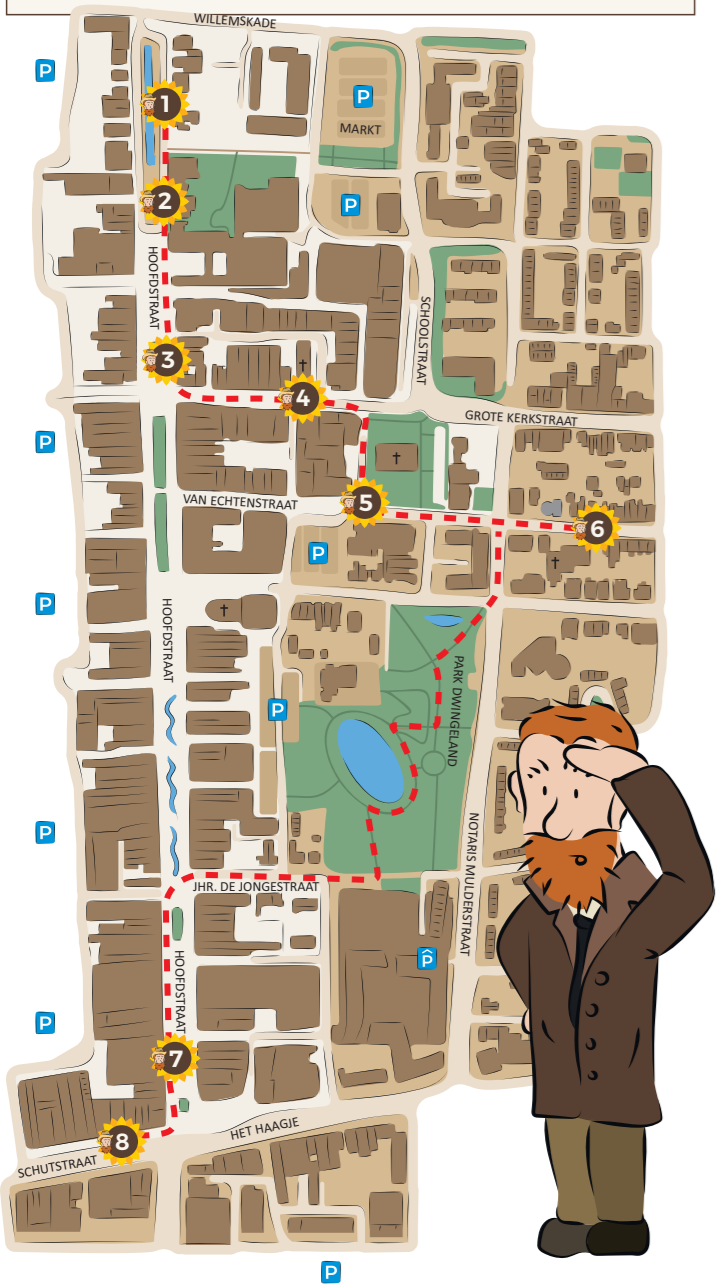 WILLEMSKADE
P
P
MARKT
1
2
P
HOOFDSTRAAT
SCHOOLSTRAAT
3
4
GROTE KERKSTRAAT
P
VAN ECHTENSTRAAT
5
6
P
P
HOOFDSTRAAT
PARK DWINGELAND
P
P
NOTARIS MULDERSTRAAT
JHR. DE JONGESTRAAT
HOOFDSTRAAT
P
P
7
8
HET HAAGJE
SCHUTSTRAAT
P